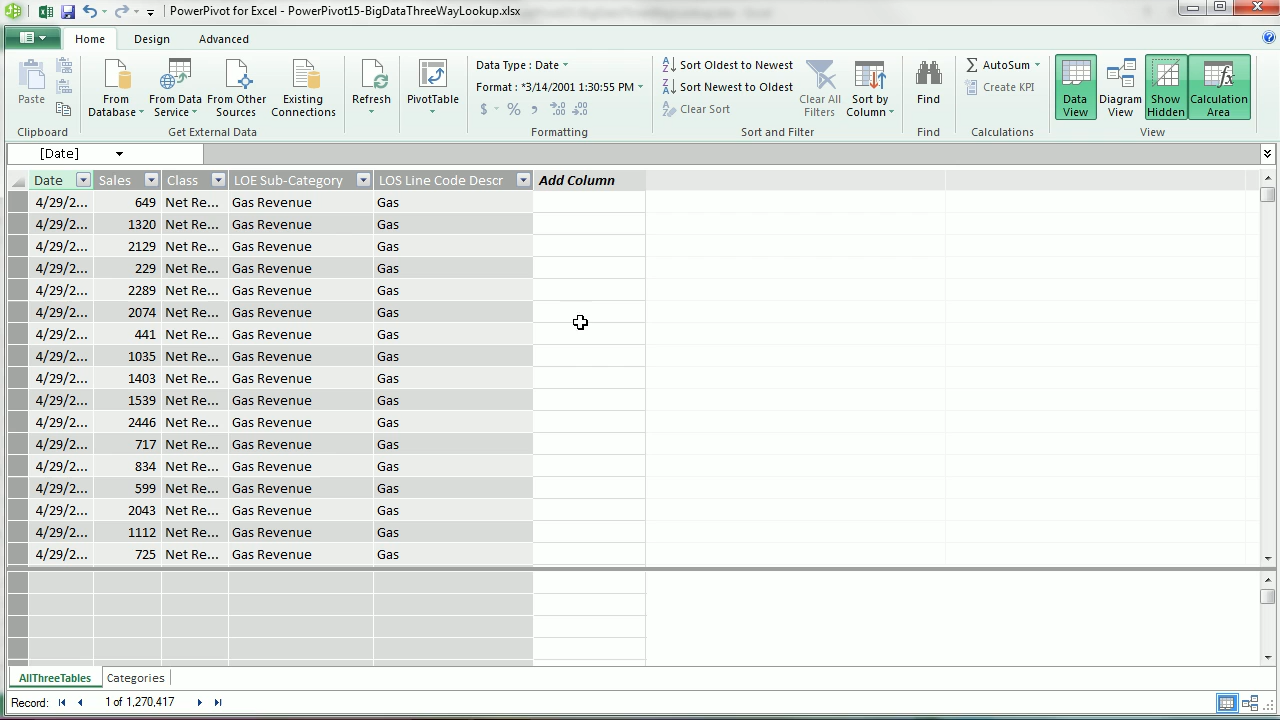 PowerPivot for Excel - PowerPivot15-BigDataThreeWayLookup.xlsx
Home Design Advanced
Paste
From Database
From Data Service
From Other Sources
Existing Connections
Refresh
PivotTable
Data Type : Date
Format : *3/14/2001 1:30:55 PM
$ % ,
Sort Oldest to Newest
Sort Newest to Oldest
Clear Sort
Clear All Filters
Sort by Column
Find
AutoSum
Create KPI
Data View
Diagram View
Show Hidden
Calculation Area
Clipboard Get External Data Formatting Sort and Filter Find Calculations View
[Date]
Date Sales Class LOE Sub-Category LOS Line Code Descr Add Column
4/29/2... 649 Net Re... Gas Revenue Gas
4/29/2... 1320 Net Re... Gas Revenue Gas
4/29/2... 2129 Net Re... Gas Revenue Gas
4/29/2... 229 Net Re... Gas Revenue Gas
4/29/2... 2289 Net Re... Gas Revenue Gas
4/29/2... 2074 Net Re... Gas Revenue Gas
4/29/2... 441 Net Re... Gas Revenue Gas
4/29/2... 1035 Net Re... Gas Revenue Gas
4/29/2... 1403 Net Re... Gas Revenue Gas
4/29/2... 1539 Net Re... Gas Revenue Gas
4/29/2... 2446 Net Re... Gas Revenue Gas
4/29/2... 717 Net Re... Gas Revenue Gas
4/29/2... 834 Net Re... Gas Revenue Gas
4/29/2... 599 Net Re... Gas Revenue Gas
4/29/2... 2043 Net Re... Gas Revenue Gas
4/29/2... 1112 Net Re... Gas Revenue Gas
4/29/2... 725 Net Re... Gas Revenue Gas
AllThreeTables Categories
Record: 1 of 1,270,417